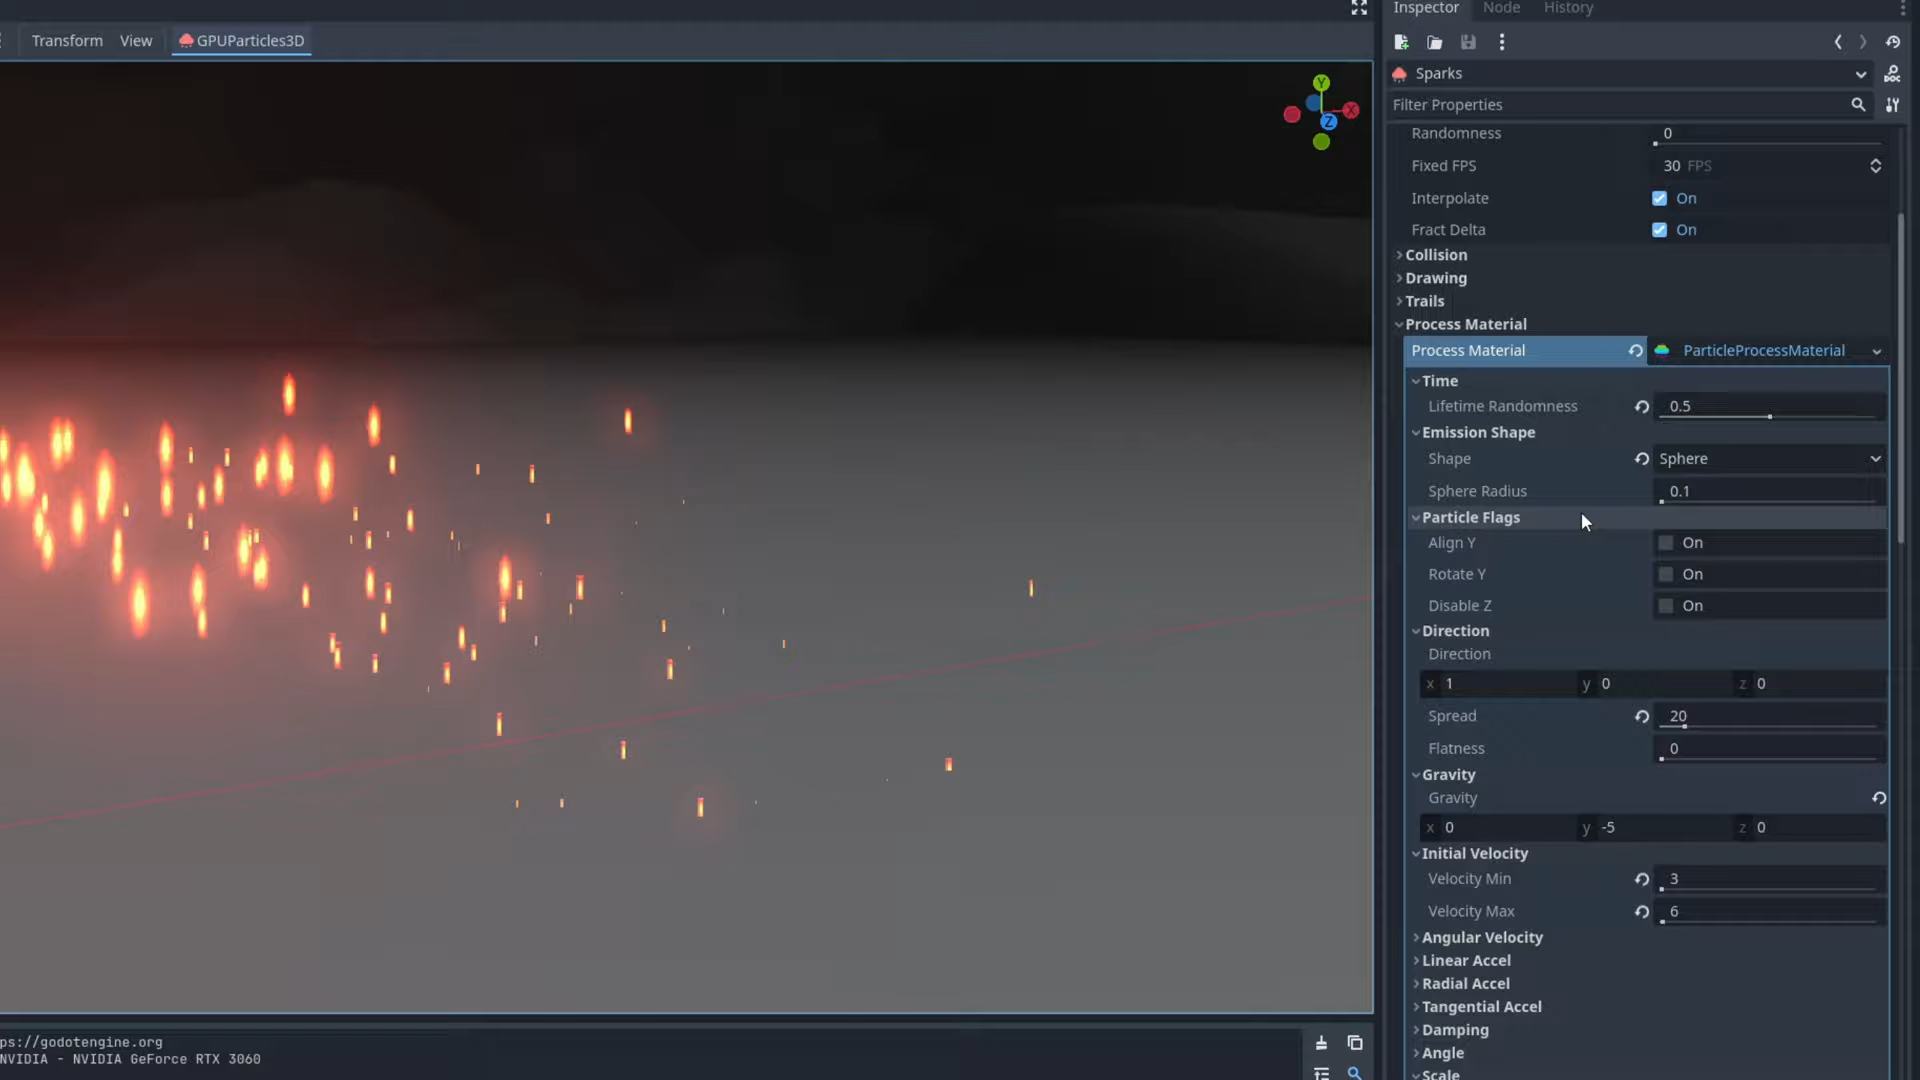 Transform View GPUParticles3D
Y
X
Z
ps://godotengine.org
NVIDIA - NVIDIA GeForce RTX 3060
Inspector Node History
Sparks
Filter Properties
Randomness 0
Fixed FPS 30 FPS
Interpolate On
Fract Delta On
Collision
Drawing
Trails
Process Material
Process Material ParticleProcessMaterial
Time
Lifetime Randomness 0.5
Emission Shape
Shape Sphere
Sphere Radius 0.1
Particle Flags
Align Y On
Rotate Y On
Disable Z On
Direction
Direction
x 1 y 0 z 0
Spread 20
Flatness 0
Gravity
Gravity
x 0 y -5 z 0
Initial Velocity
Velocity Min 3
Velocity Max 6
Angular Velocity
Linear Accel
Radial Accel
Tangential Accel
Damping
Angle
Scale